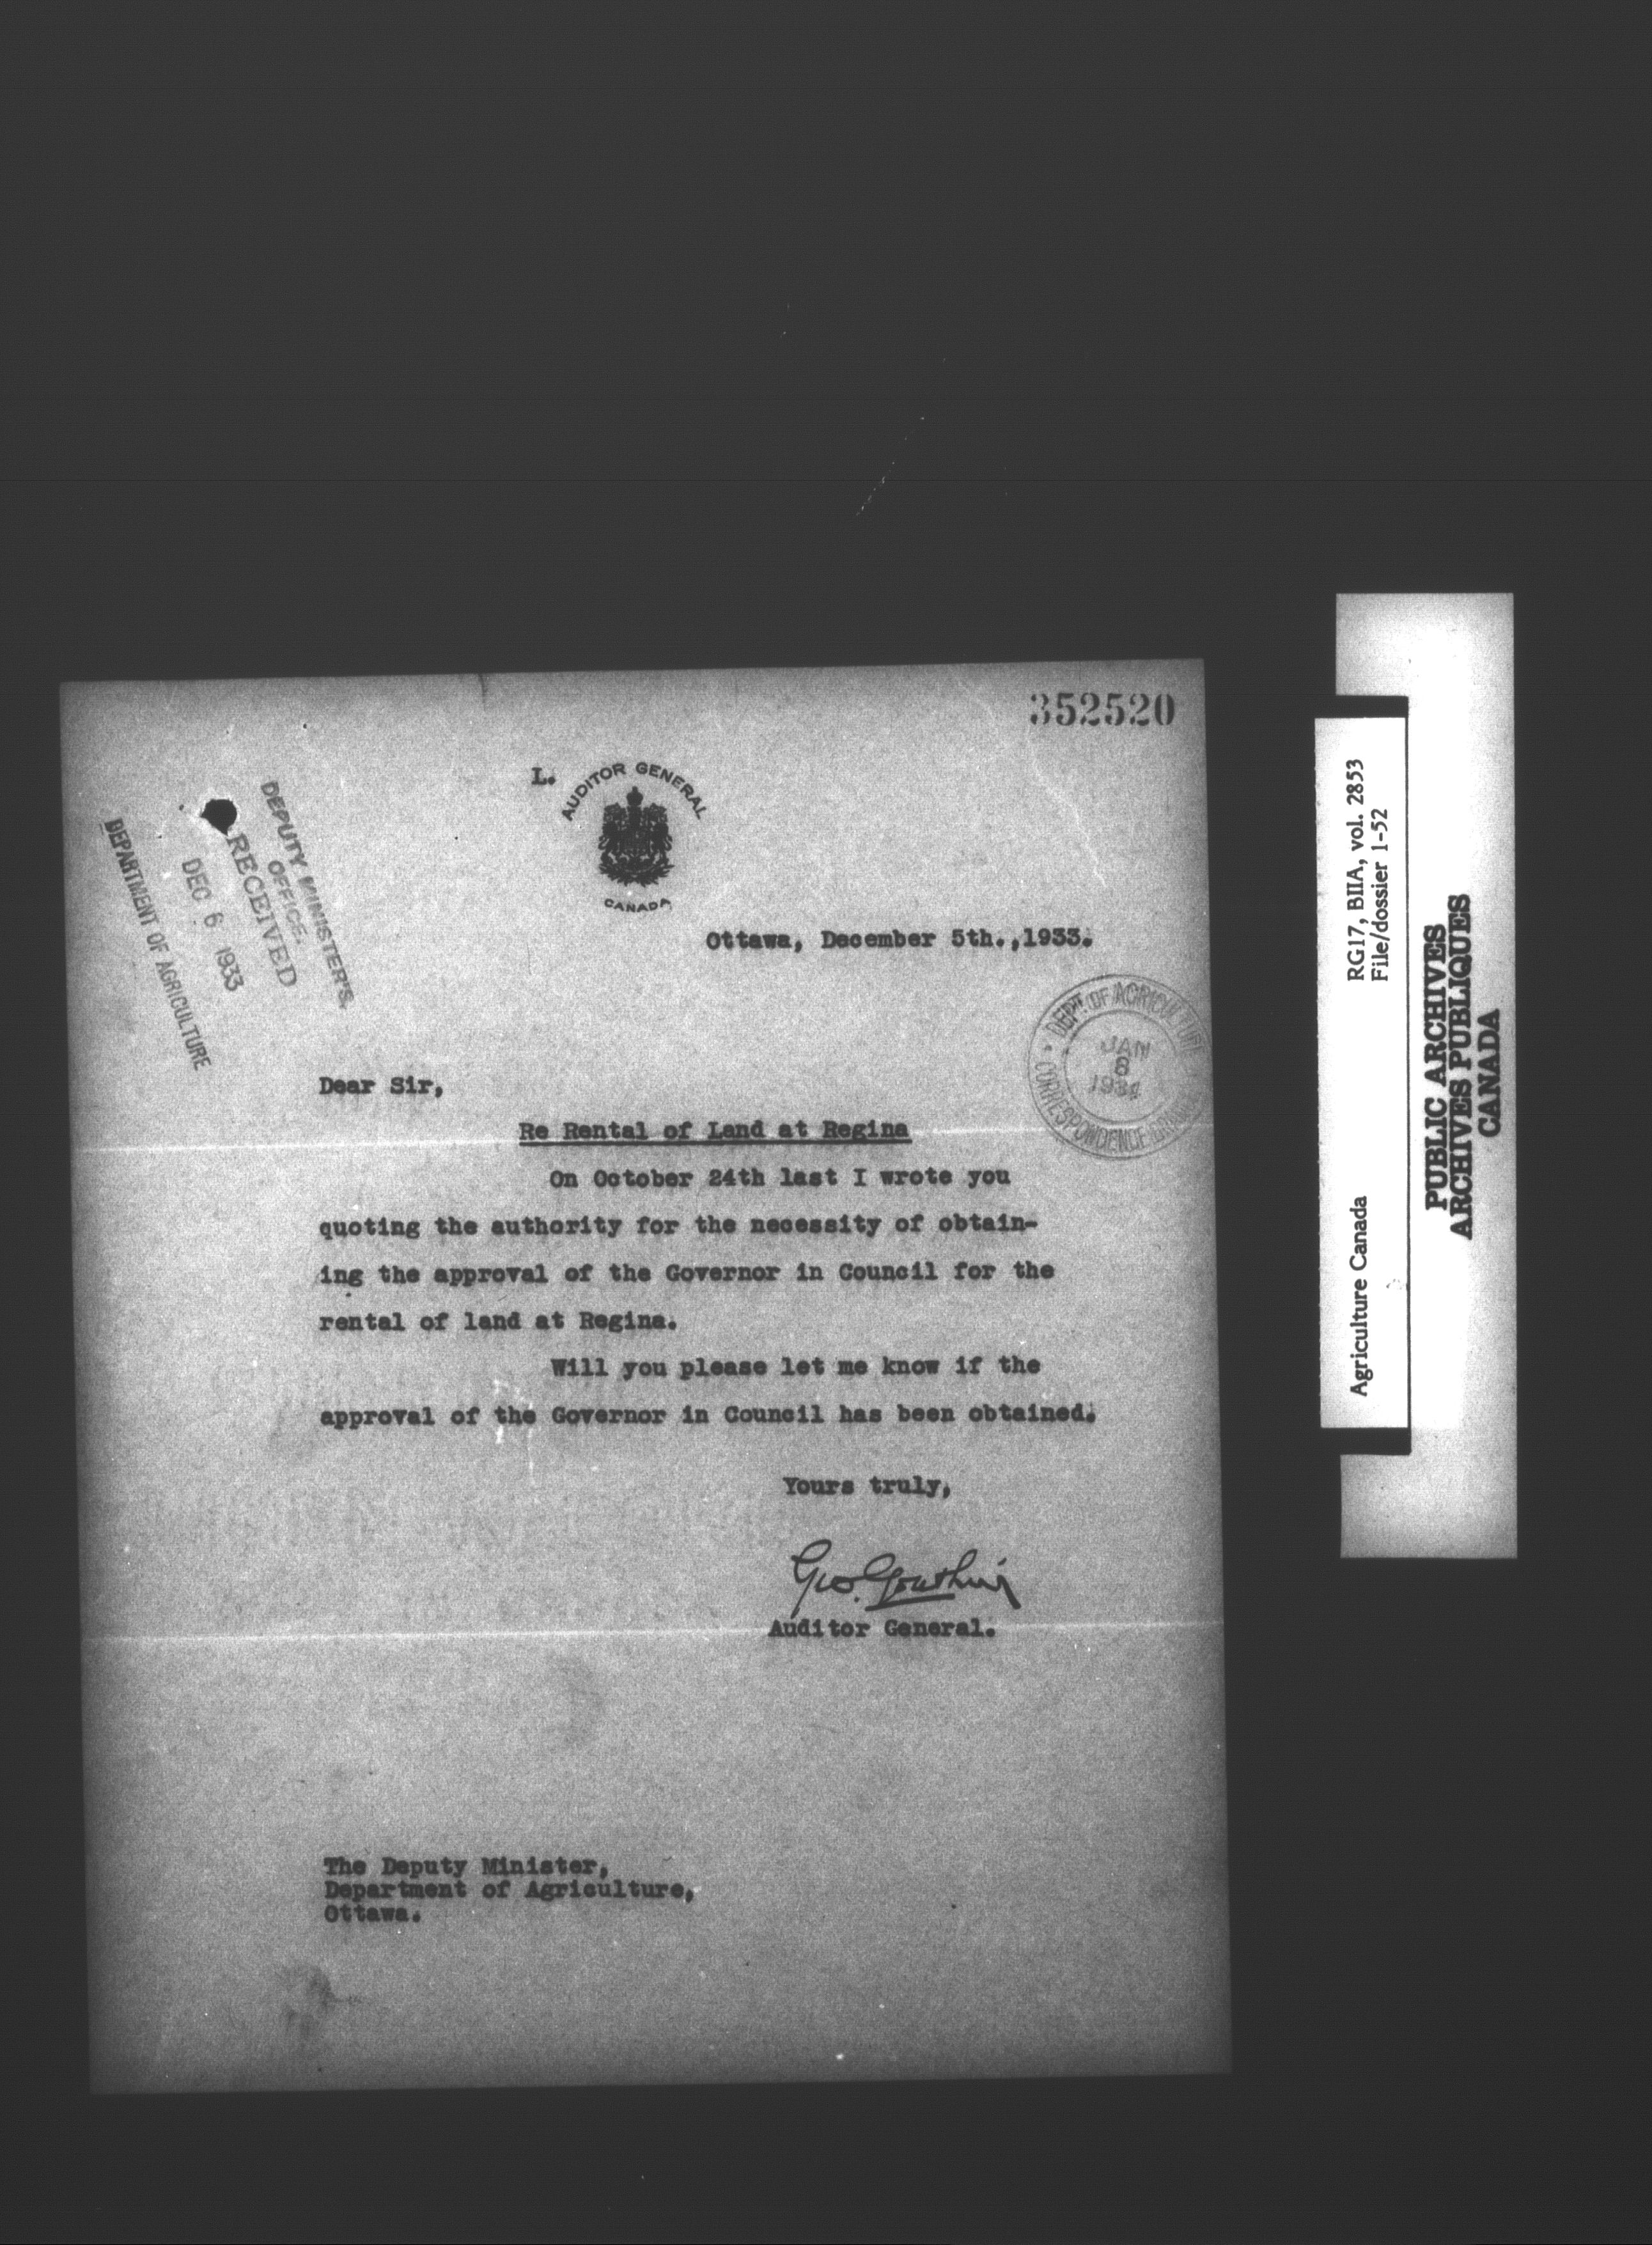 352520
L.
AUDITOR GENERAL
CANADA
DEPUTY MINISTER'S.
OFFICE.
RECEIVED
DEC 6 1933
DEPARTMENT OF AGRICULTURE
Ottawa, December 5th.,1933.
DEPT. OF AGRICULTURE
JAN
8
1934
CORRESPONDENCE
Dear Sir,
Re Rental of Land at Regina
On October 24th last I wrote you
quoting the authority for the necessity of obtain-
ing the approval of the Governor in Council for the
rental of land at Regina.
Will you please let me know if the
approval of the Governor in Council has been obtained.
Yours truly,
Geo. Gonthier
Auditor General.
The Deputy Minister,
Department of Agriculture,
Ottawa.
RG17, BIIA, vol. 2853
File/dossier 1-52
Agriculture Canada
PUBLIC ARCHIVES
ARCHIVES PUBLIQUES
CANADA